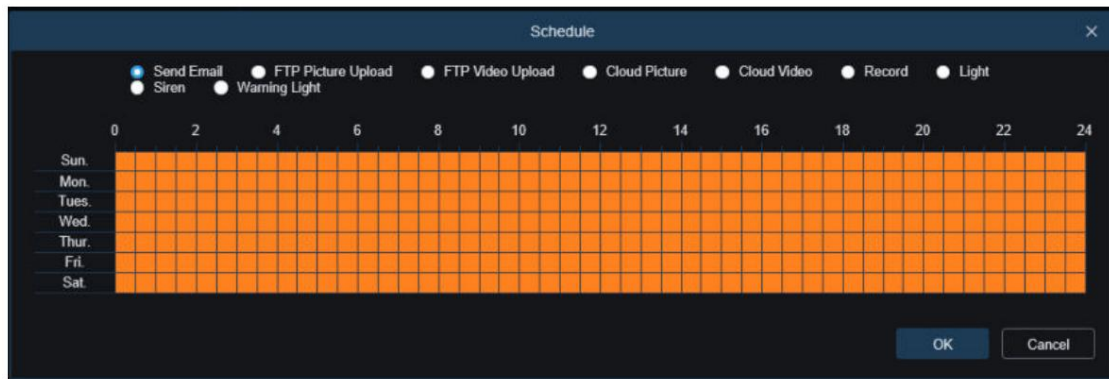 Schedule
Send Email FTP Picture Upload FTP Video Upload Cloud Picture Cloud Video Record Light
Siren Warning Light
0 2 4 6 8 10 12 14 16 18 20 22 24
Sun.
Mon.
Tues.
Wed.
Thur.
Fri.
Sat.
OK Cancel